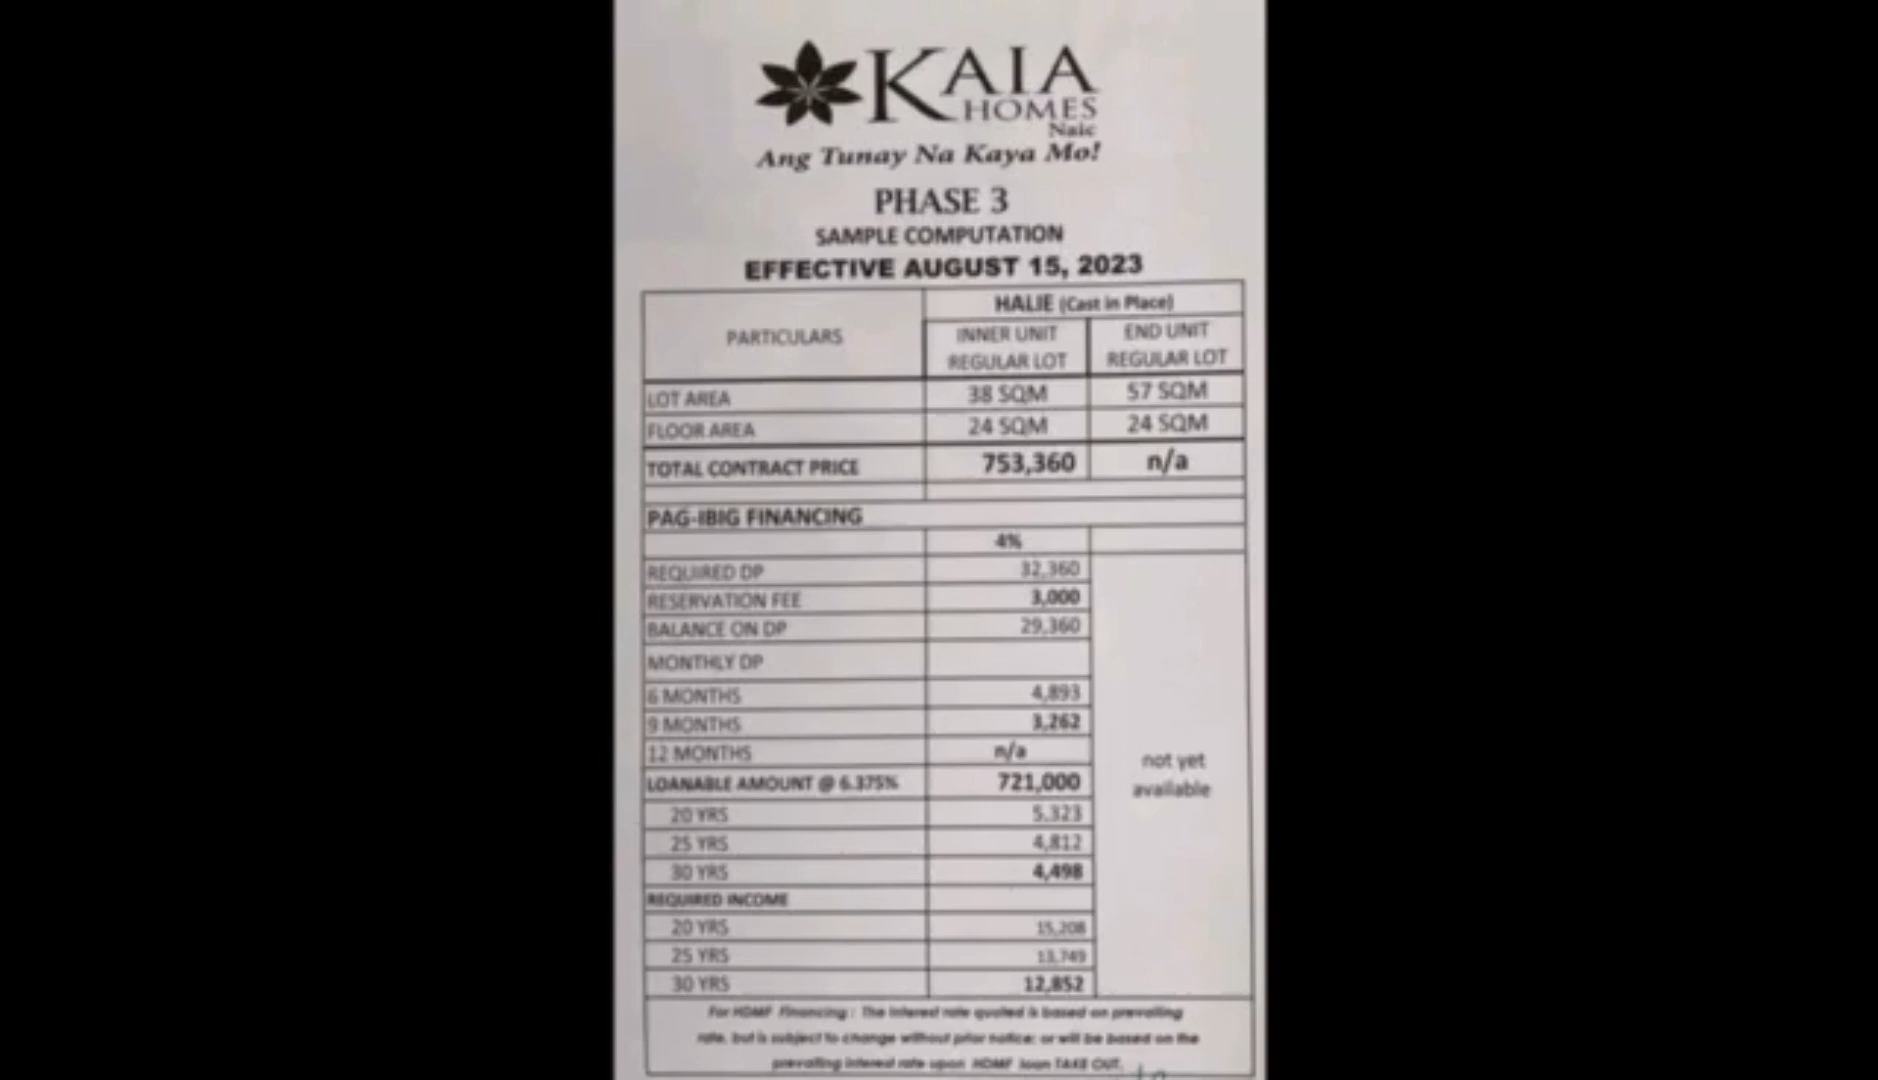 KAIA
HOMES
Naic
Ang Tunay Na Kaya Mo!
PHASE 3
SAMPLE COMPUTATION
EFFECTIVE AUGUST 15, 2023
PARTICULARS
HALIE (Cast in Place)
INNER UNIT REGULAR LOT
END UNIT REGULAR LOT
LOT AREA 38 SQM 57 SQM
FLOOR AREA 24 SQM 24 SQM
TOTAL CONTRACT PRICE 753,360 n/a
PAG-IBIG FINANCING
4%
REQUIRED DP 32,360
RESERVATION FEE 3,000
BALANCE ON DP 29,360
MONTHLY DP
6 MONTHS 4,893
9 MONTHS 3,262
12 MONTHS n/a
not yet
available
LOANABLE AMOUNT @ 6.375% 721,000
20 YRS 5,323
25 YRS 4,812
30 YRS 4,498
REQUIRED INCOME
20 YRS 15,208
25 YRS 13,749
30 YRS 12,852
For HDMF Financing : The interest rate quoted is based on prevailing
rate, but is subject to change without prior notice; or will be based on the
prevailing interest rate upon HDMF loan TAKE OUT.